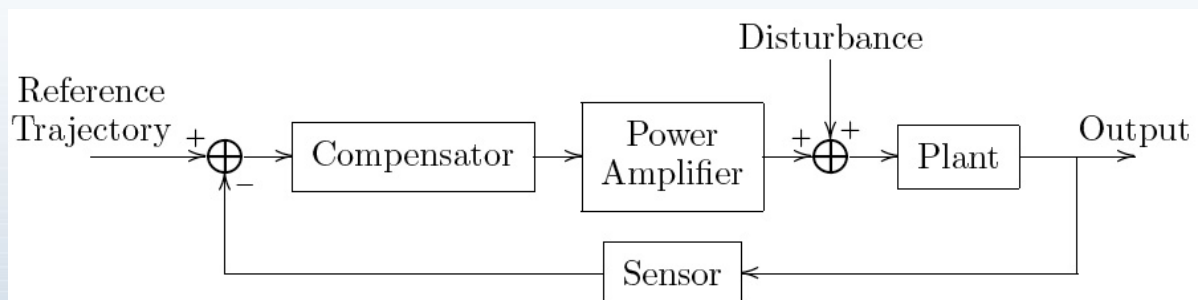 Disturbance
Reference
Trajectory
+
−
Compensator
Power
Amplifier
+
+
Plant
Output
Sensor